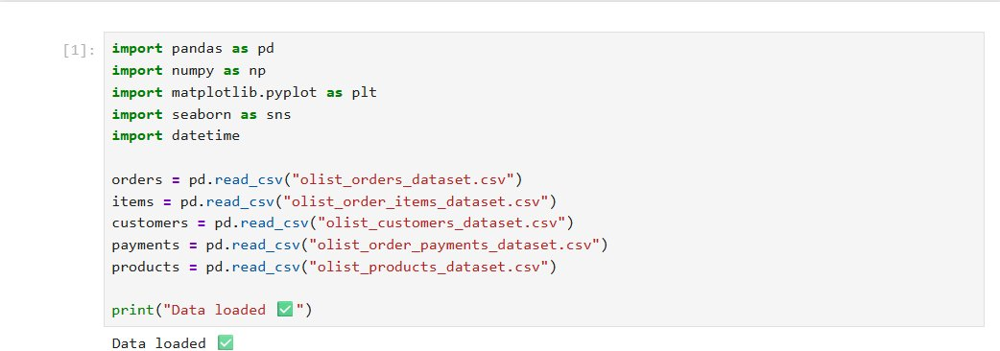 [1]:
import pandas as pd
import numpy as np
import matplotlib.pyplot as plt
import seaborn as sns
import datetime
orders = pd.read_csv("olist_orders_dataset.csv")
items = pd.read_csv("olist_order_items_dataset.csv")
customers = pd.read_csv("olist_customers_dataset.csv")
payments = pd.read_csv("olist_order_payments_dataset.csv")
products = pd.read_csv("olist_products_dataset.csv")
print("Data loaded ✅")
Data loaded ✅